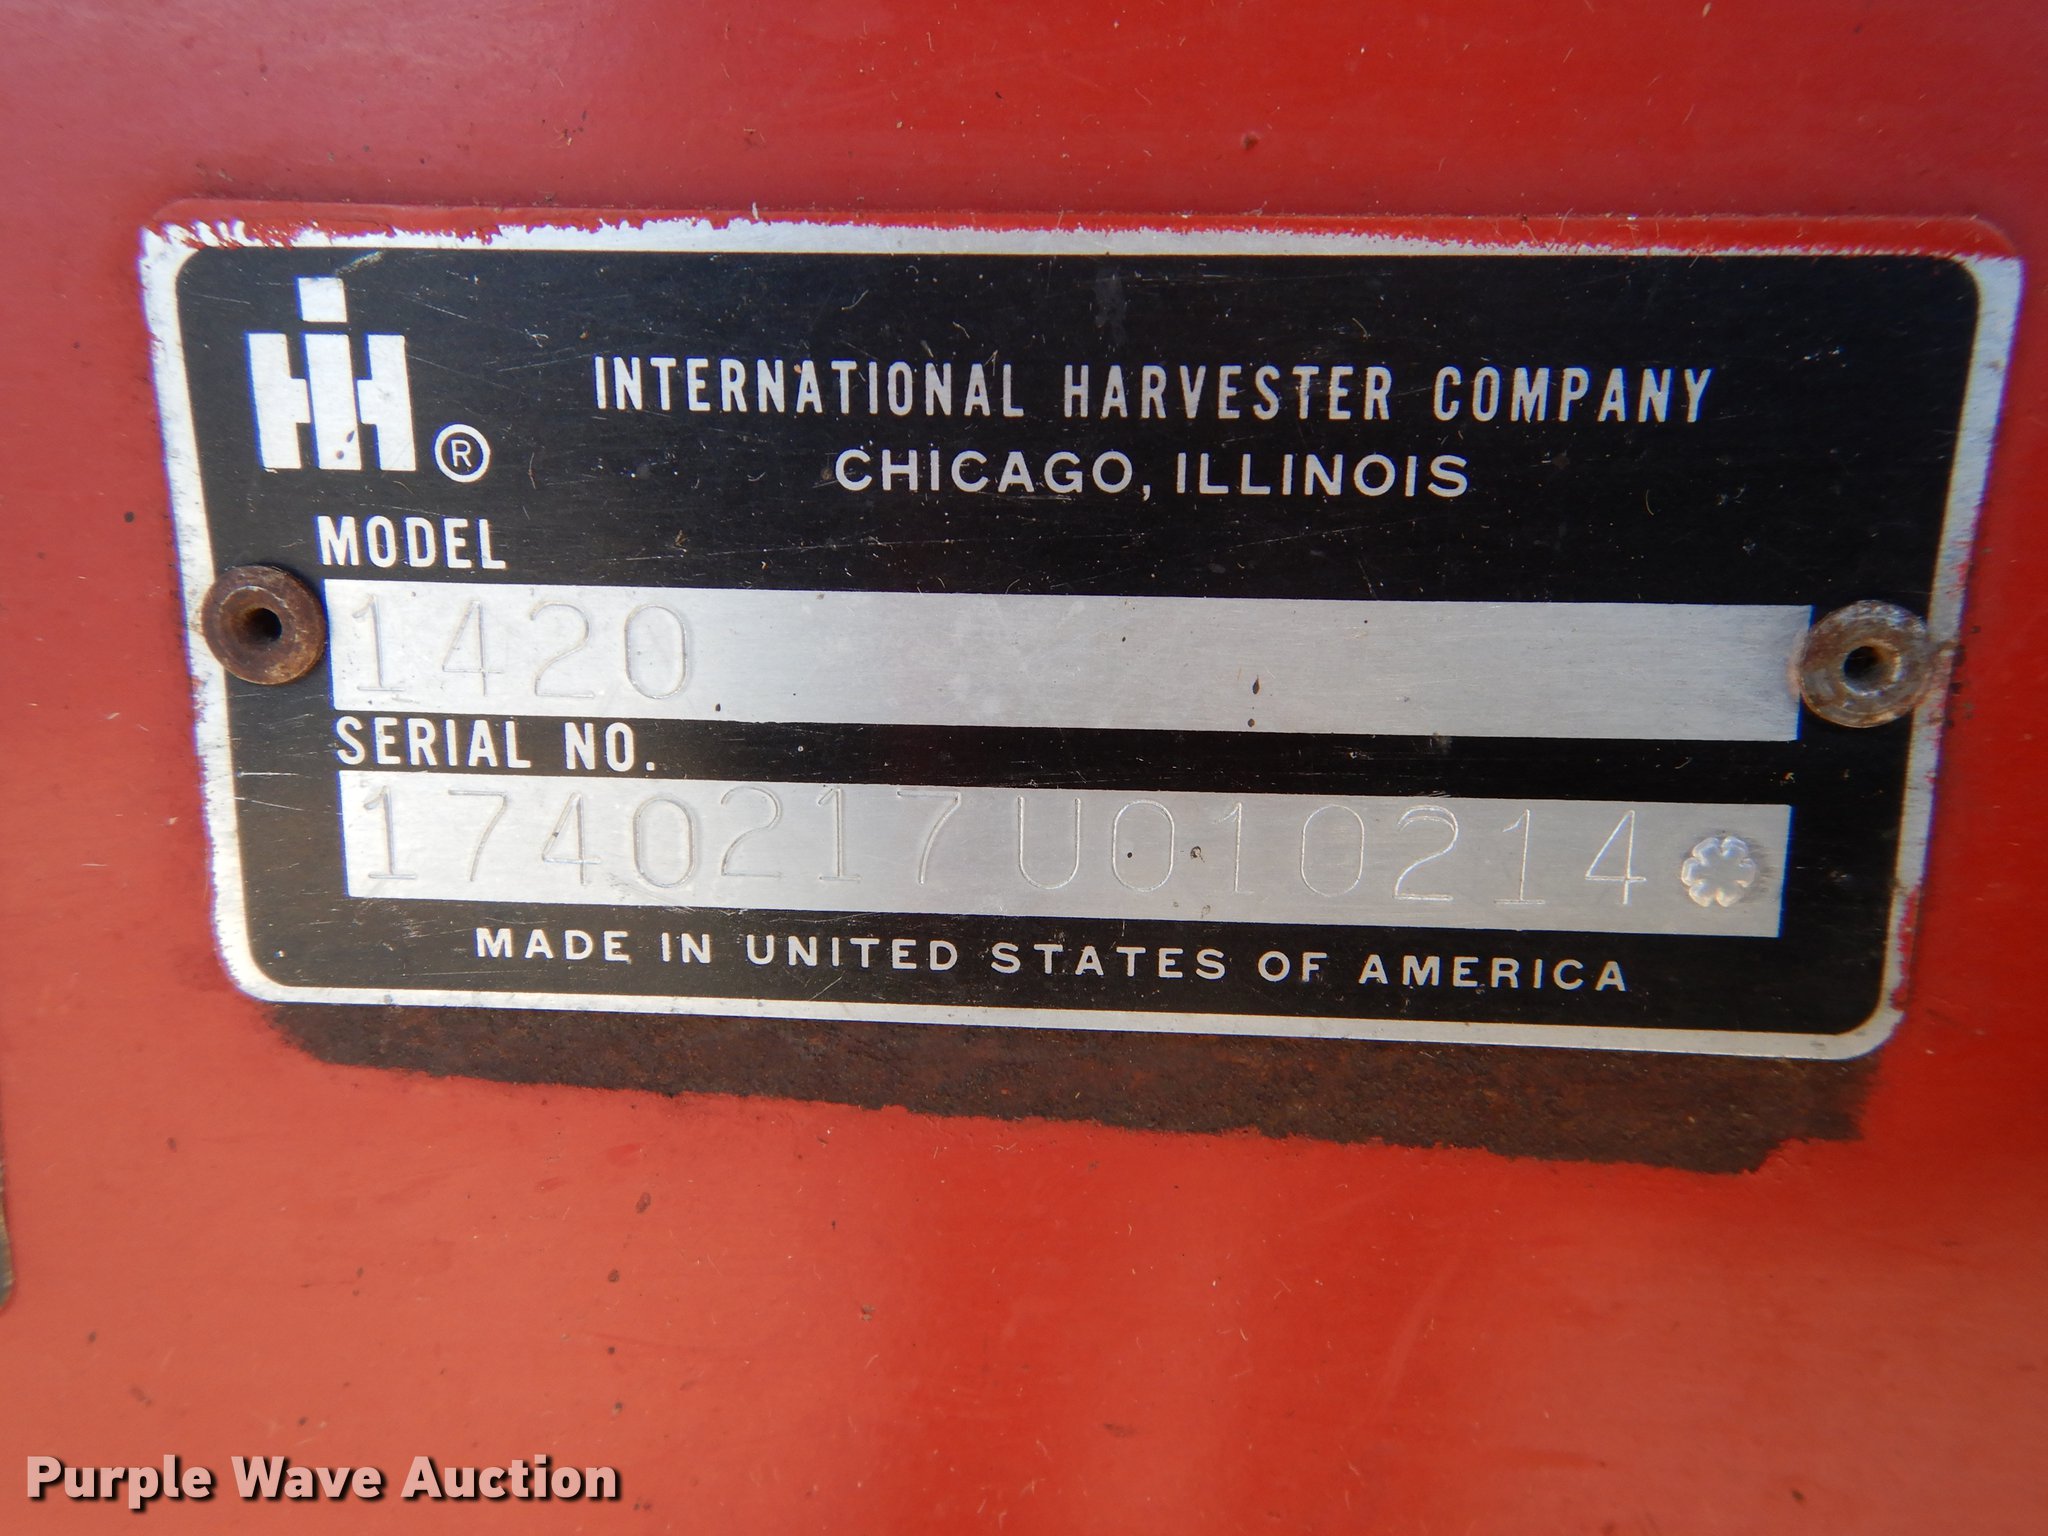 IH ®
INTERNATIONAL HARVESTER COMPANY
CHICAGO, ILLINOIS
MODEL
1420
SERIAL NO.
1740217U010214
MADE IN UNITED STATES OF AMERICA
Purple Wave Auction